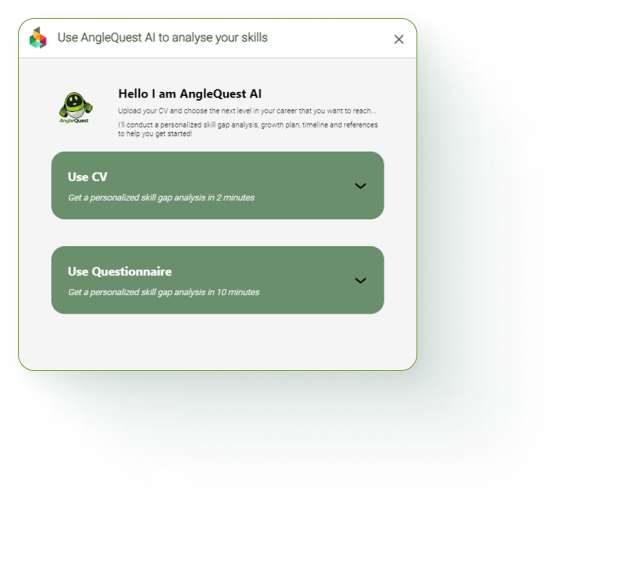 Use AngleQuest AI to analyse your skills
Hello I am AngleQuest AI
Upload your CV and choose the next level in your career that you want to reach...
I'll conduct a personalized skill gap analysis, growth plan, timeline and references
to help you get started!
AngleQuest
Use CV
Get a personalized skill gap analysis in 2 minutes
Use Questionnaire
Get a personalized skill gap analysis in 10 minutes